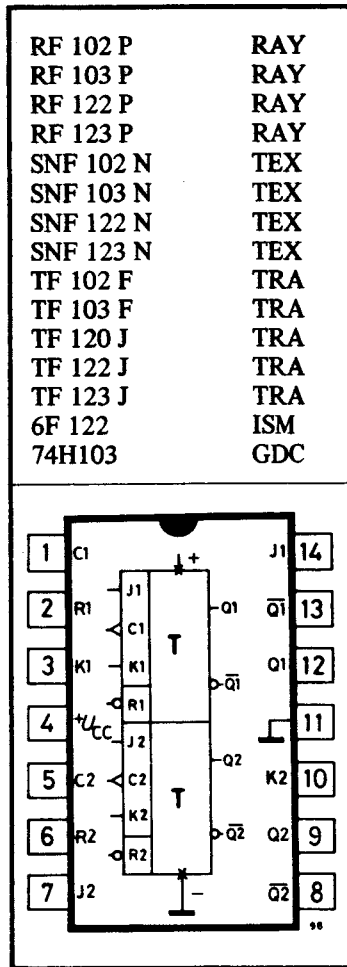 RF 102 P RAY
RF 103 P RAY
RF 122 P RAY
RF 123 P RAY
SNF 102 N TEX
SNF 103 N TEX
SNF 122 N TEX
SNF 123 N TEX
TF 102 F TRA
TF 103 F TRA
TF 120 J TRA
TF 122 J TRA
TF 123 J TRA
6F 122 ISM
74H103 GDC
1 C1
2 R1
3 K1
4 +UCC
5 C2
6 R2
7 J2
+
J1
C1
K1
R1
T
Q1
Q̅1̅
J2
C2
K2
R2
T
Q2
Q̅2̅
−
J1 14
Q̅1̅ 13
Q1 12
11
K2 10
Q2 9
Q̅2̅ 8